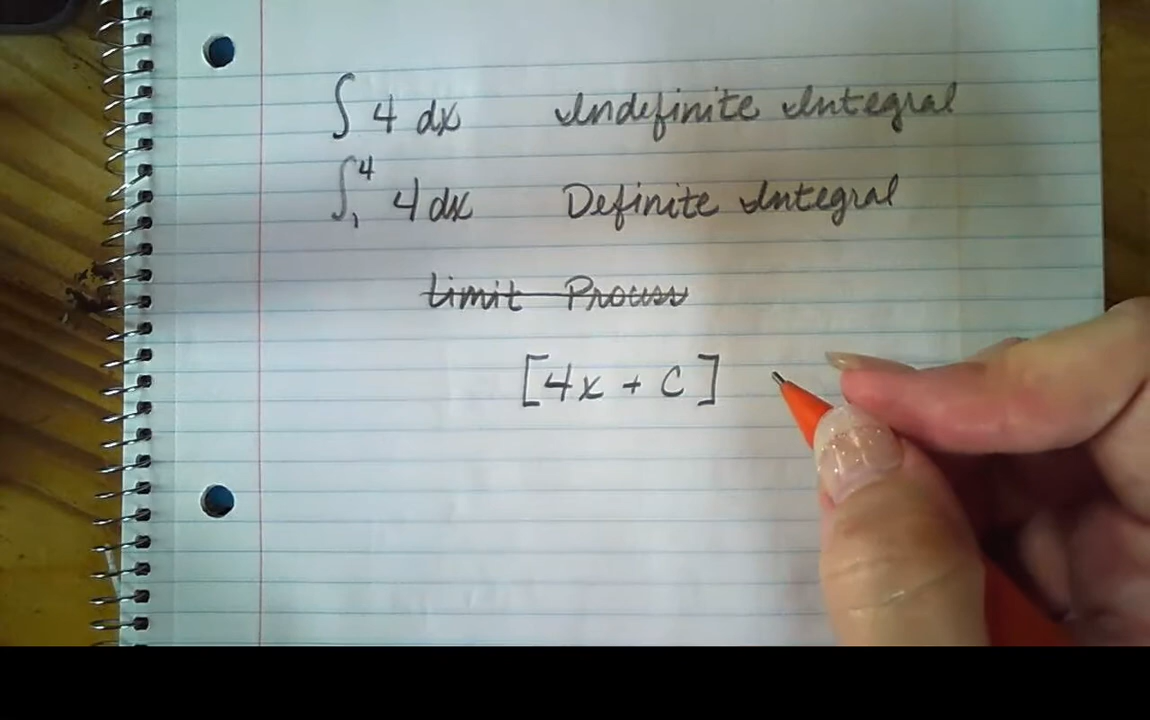 ∫ 4 dx Indefinite Integral
∫₁⁴ 4 dx Definite Integral
Limit Process
[4x + C]